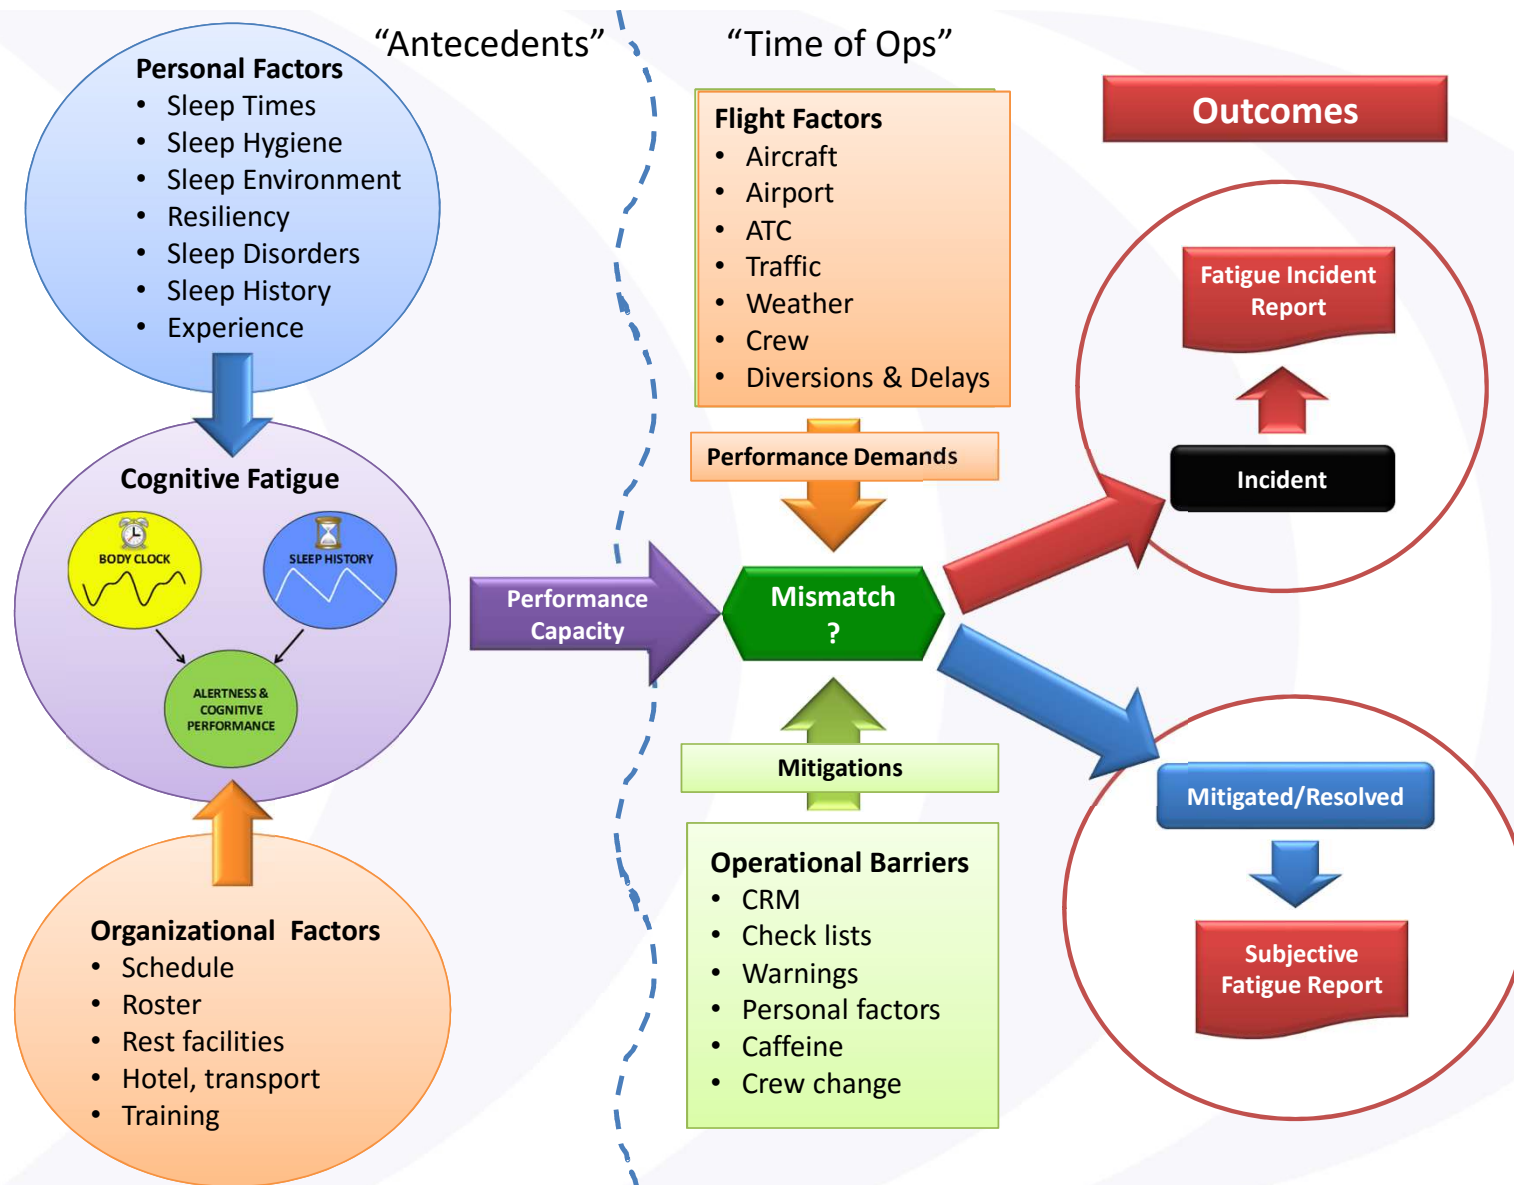 “Antecedents”
“Time of Ops”
Outcomes
Personal Factors
• Sleep Times
• Sleep Hygiene
• Sleep Environment
• Resiliency
• Sleep Disorders
• Sleep History
• Experience
Cognitive Fatigue
BODY CLOCK
SLEEP HISTORY
ALERTNESS &
COGNITIVE
PERFORMANCE
Organizational Factors
• Schedule
• Roster
• Rest facilities
• Hotel, transport
• Training
Performance
Capacity
Flight Factors
• Aircraft
• Airport
• ATC
• Traffic
• Weather
• Crew
• Diversions & Delays
Performance Demands
Mismatch
?
Mitigations
Operational Barriers
• CRM
• Check lists
• Warnings
• Personal factors
• Caffeine
• Crew change
Fatigue Incident
Report
Incident
Mitigated/Resolved
Subjective
Fatigue Report